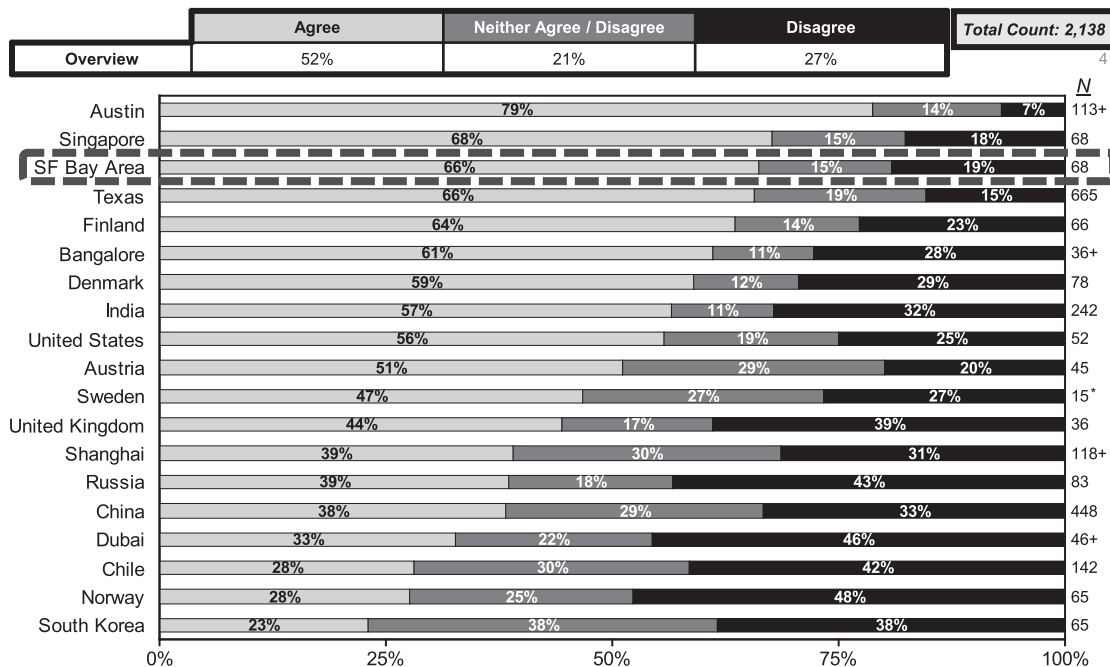 Agree Neither Agree / Disagree Disagree Total Count: 2,138
Overview 52% 21% 27% 4
N
Austin 79% 14% 7% 113+
Singapore 68% 15% 18% 68
SF Bay Area 66% 15% 19% 68
Texas 66% 19% 15% 665
Finland 64% 14% 23% 66
Bangalore 61% 11% 28% 36+
Denmark 59% 12% 29% 78
India 57% 11% 32% 242
United States 56% 19% 25% 52
Austria 51% 29% 20% 45
Sweden 47% 27% 27% 15*
United Kingdom 44% 17% 39% 36
Shanghai 39% 30% 31% 118+
Russia 39% 18% 43% 83
China 38% 29% 33% 448
Dubai 33% 22% 46% 46+
Chile 28% 30% 42% 142
Norway 28% 25% 48% 65
South Korea 23% 38% 38% 65
0% 25% 50% 75% 100%